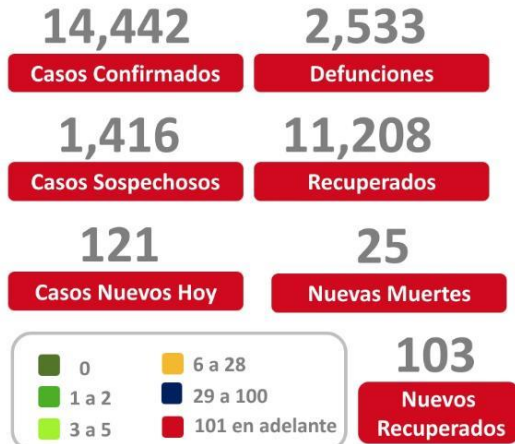 14,442
Casos Confirmados
2,533
Defunciones
1,416
Casos Sospechosos
11,208
Recuperados
121
Casos Nuevos Hoy
25
Nuevas Muertes
0
1 a 2
3 a 5
6 a 28
29 a 100
101 en adelante
103
Nuevos
Recuperados